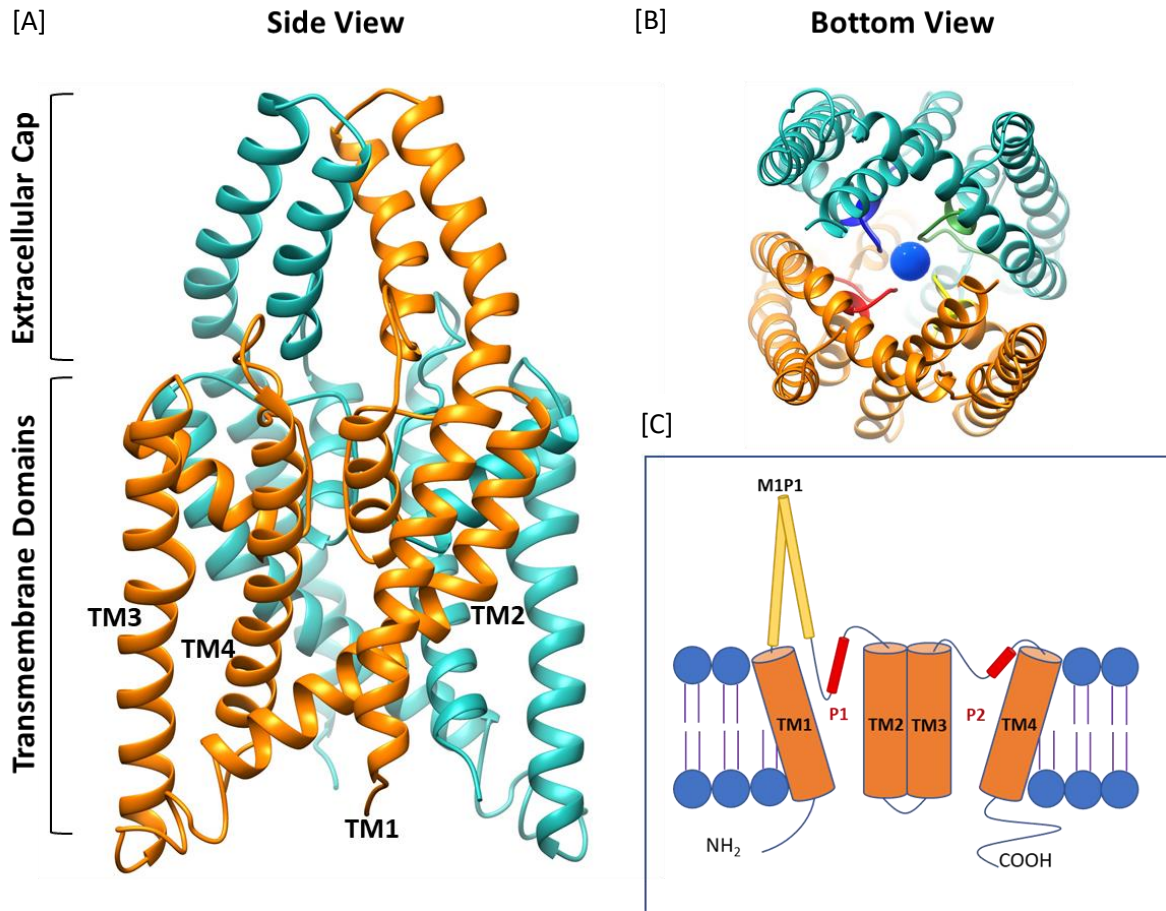 [A]
Side View
[B]
Bottom View
Extracellular Cap
Transmembrane Domains
TM3
TM4
TM2
TM1
[C]
M1P1
P1
P2
TM1
TM2
TM3
TM4
NH₂
COOH